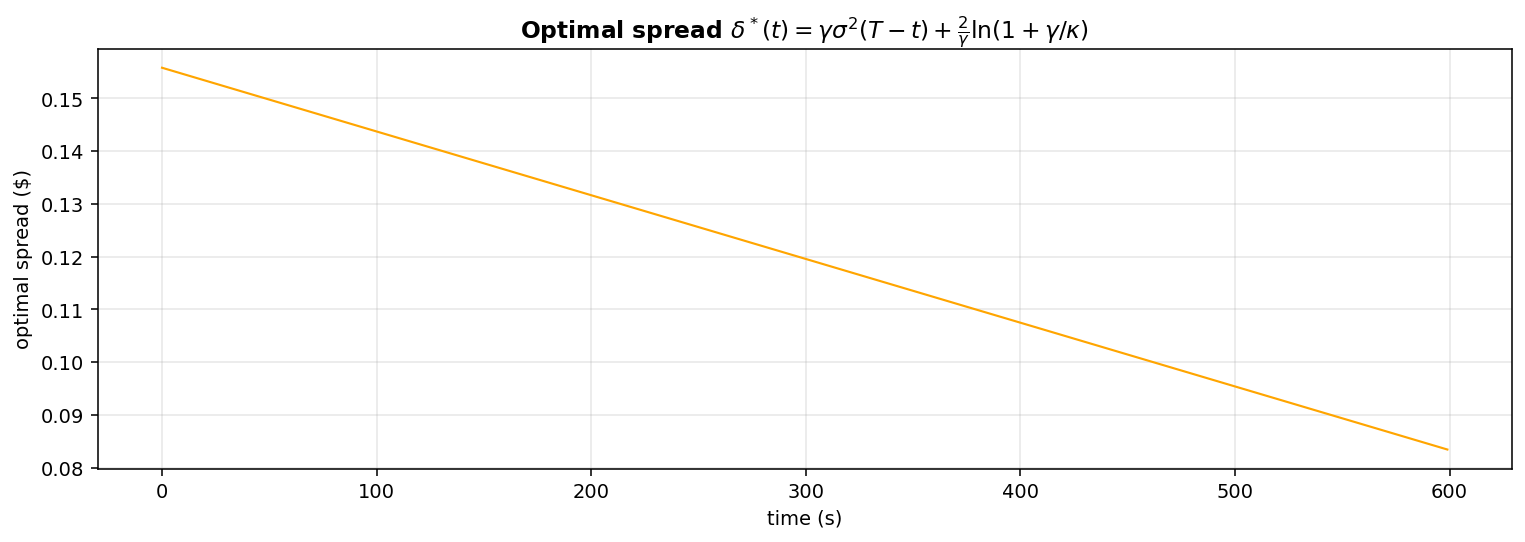 Optimal spread δ*(t) = γσ²(T − t) + 2/γ ln(1 + γ/κ)
optimal spread ($)
0.15
0.14
0.13
0.12
0.11
0.10
0.09
0.08
0 100 200 300 400 500 600
time (s)